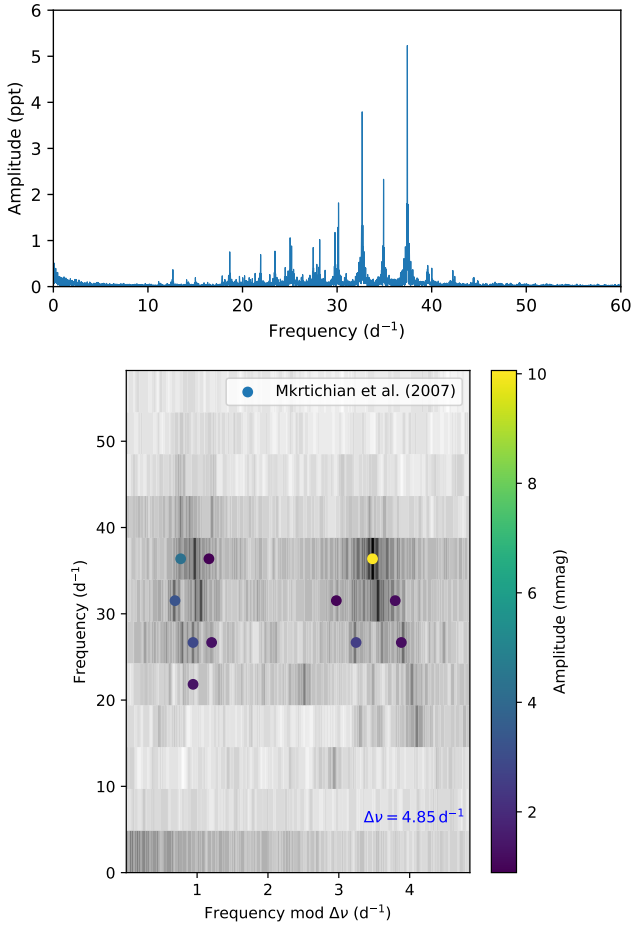 6
5
4
3
2
1
0
Amplitude (ppt)
0 10 20 30 40 50 60
Frequency (d⁻¹)
Mkrtichian et al. (2007)
50
40
30
20
10
0
Frequency (d⁻¹)
Δν = 4.85 d⁻¹
1 2 3 4
Frequency mod Δν (d⁻¹)
10
8
6
4
2
Amplitude (mmag)